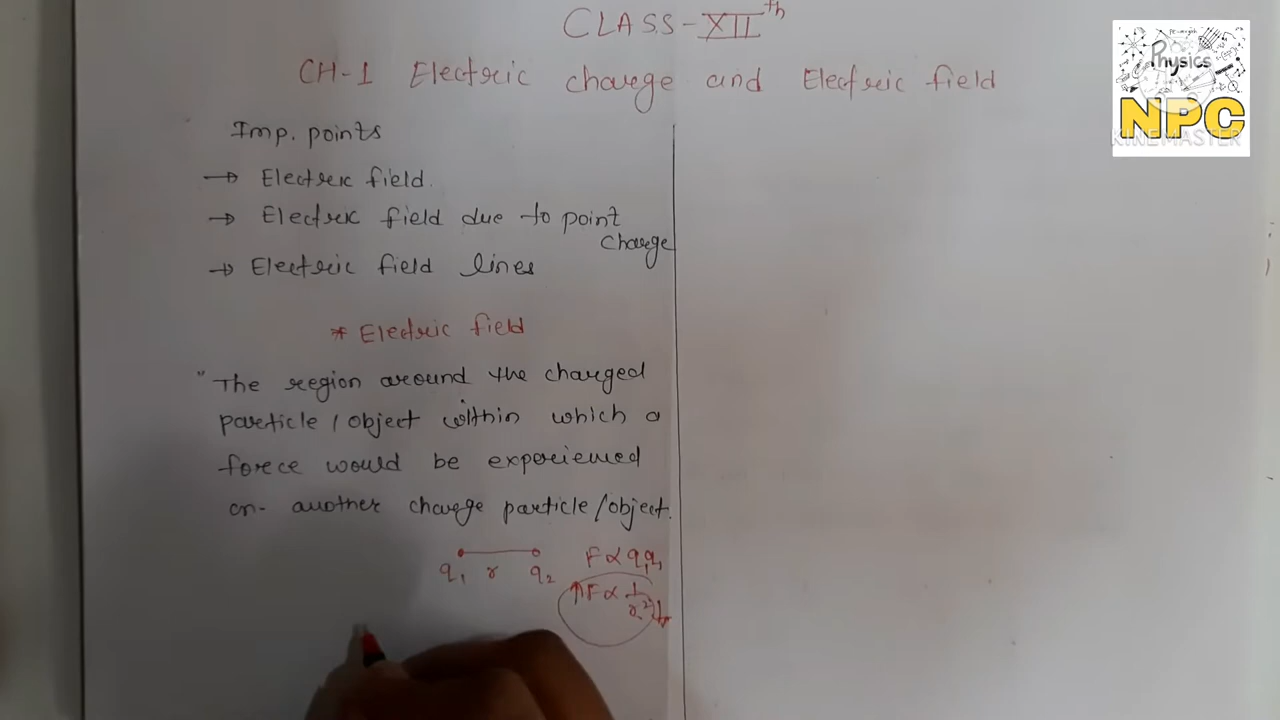 CLASS-XII th
CH-1 Electric charge and Electric field
Physics
NPC
KINEMASTER
Imp. points
→ Electric field.
→ Electric field due to point
charge
→ Electric field lines
* Electric field
"The region around the charged
particle / object within which a
force would be experienced
on- another charge particle/object.
q₁ r q₂
F ∝ q₁q₂
↑F ∝ 1/r²↓